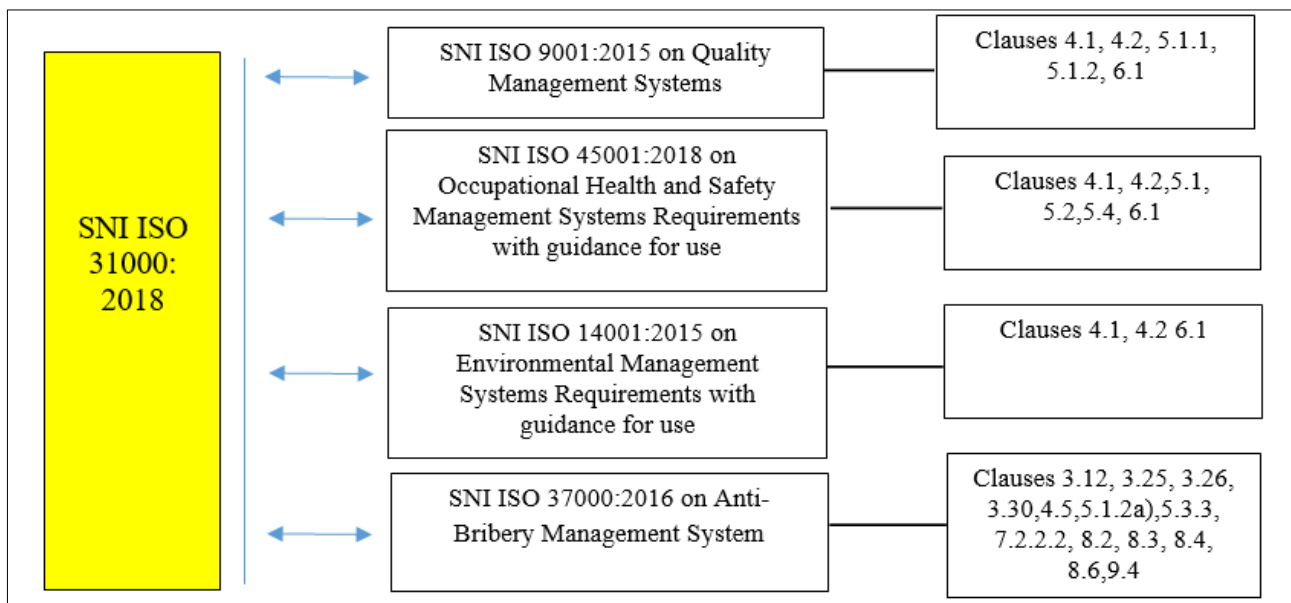 SNI ISO
31000:
2018
SNI ISO 9001:2015 on Quality
Management Systems
Clauses 4.1, 4.2, 5.1.1,
5.1.2, 6.1
SNI ISO 45001:2018 on
Occupational Health and Safety
Management Systems Requirements
with guidance for use
Clauses 4.1, 4.2,5.1,
5.2,5.4, 6.1
SNI ISO 14001:2015 on
Environmental Management
Systems Requirements with
guidance for use
Clauses 4.1, 4.2 6.1
SNI ISO 37000:2016 on Anti-
Bribery Management System
Clauses 3.12, 3.25, 3.26,
3.30,4.5,5.1.2a),5.3.3,
7.2.2.2, 8.2, 8.3, 8.4,
8.6,9.4